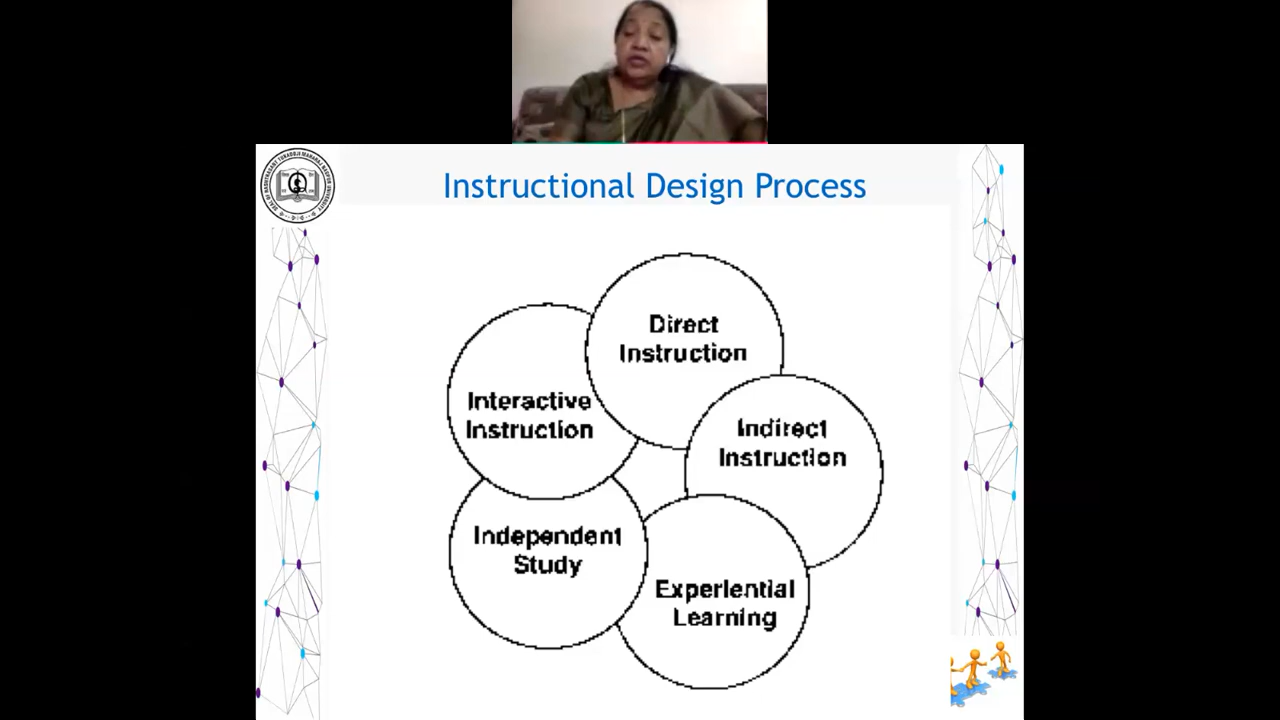 Instructional Design Process
Direct
Instruction
Interactive
Instruction
Indirect
Instruction
Independent
Study
Experiential
Learning